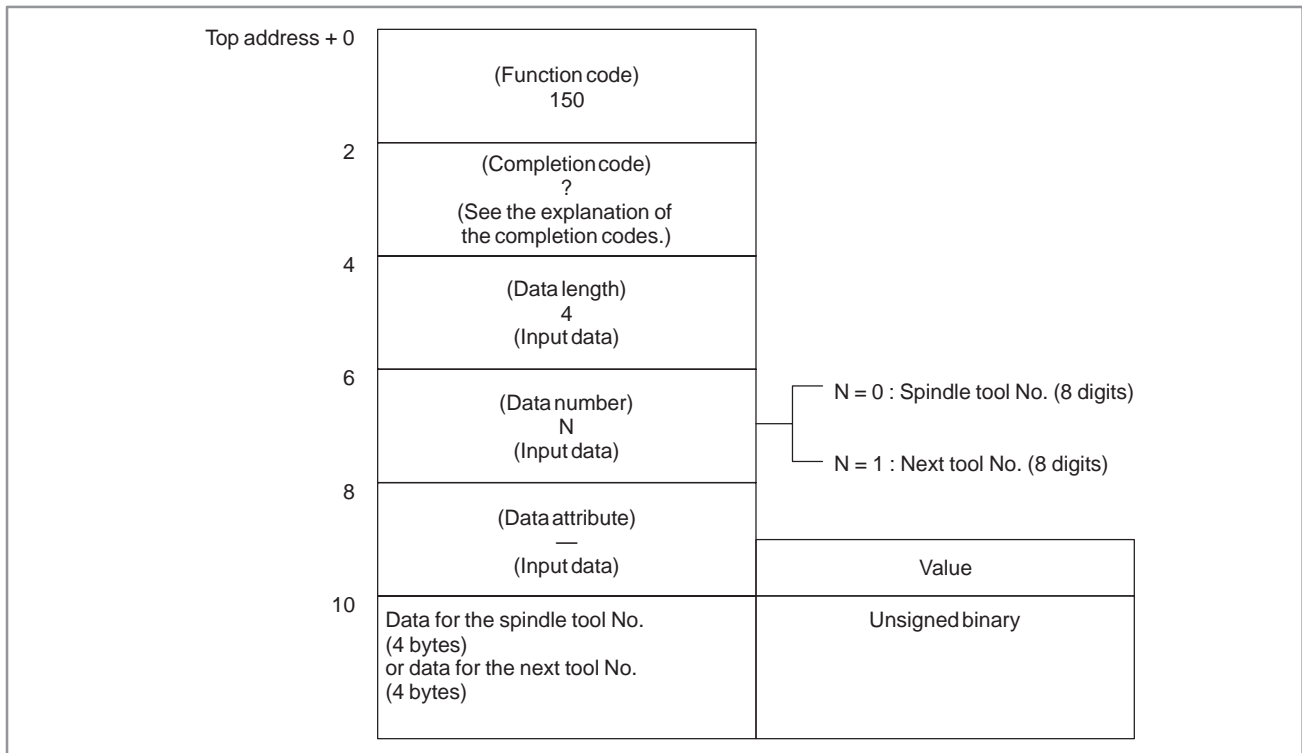 Top address + 0
(Function code)
150
2
(Completion code)
?
(See the explanation of
the completion codes.)
4
(Data length)
4
(Input data)
6
(Data number)
N
(Input data)
N = 0 : Spindle tool No. (8 digits)
N = 1 : Next tool No. (8 digits)
8
(Data attribute)
—
(Input data)
Value
10
Data for the spindle tool No.
(4 bytes)
or data for the next tool No.
(4 bytes)
Unsigned binary